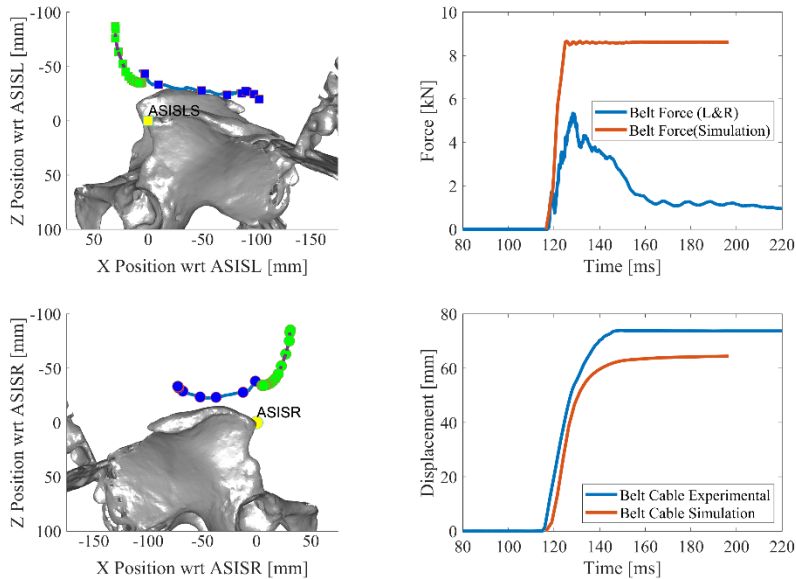 -100
-50
0
50
100
Z Position wrt ASISL [mm]
ASISLS
50 0 -50 -100 -150
X Position wrt ASISL [mm]
10
8
6
4
2
0
Force [kN]
Belt Force (L&R)
Belt Force(Simulation)
80 100 120 140 160 180 200 220
Time [ms]
-100
-50
0
50
100
Z Position wrt ASISR [mm]
ASISR
-150 -100 -50 0 50
X Position wrt ASISR [mm]
80
60
40
20
0
Displacement [mm]
Belt Cable Experimental
Belt Cable Simulation
80 100 120 140 160 180 200 220
Time [ms]